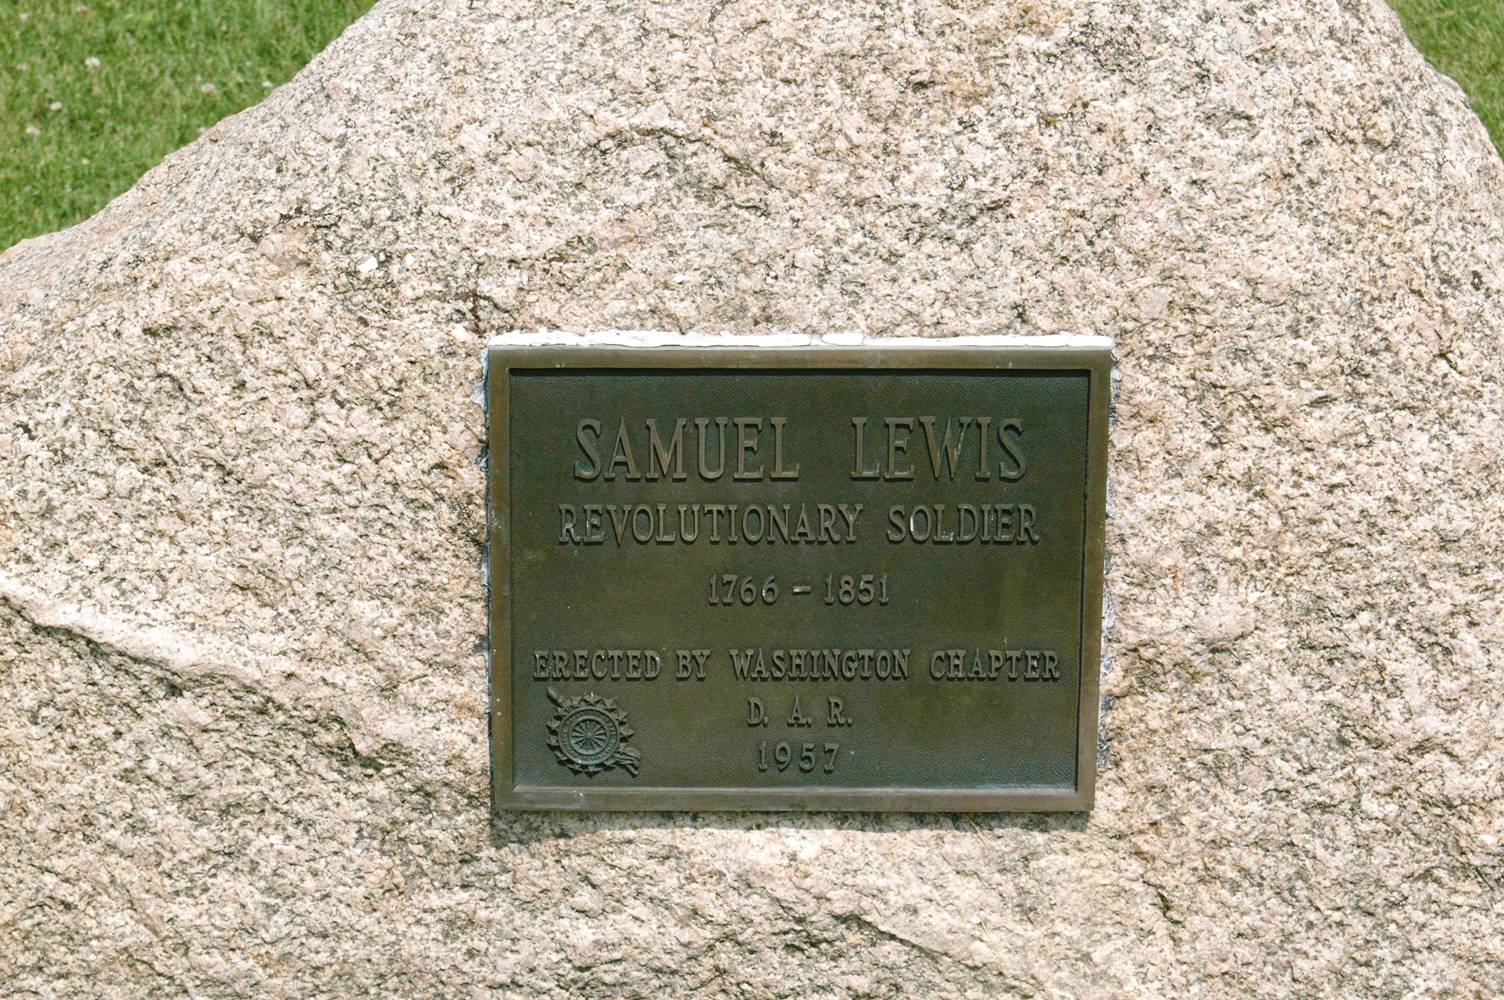 SAMUEL LEWIS
REVOLUTIONARY SOLDIER
1766 - 1851
ERECTED BY WASHINGTON CHAPTER
D. A. R.
1957